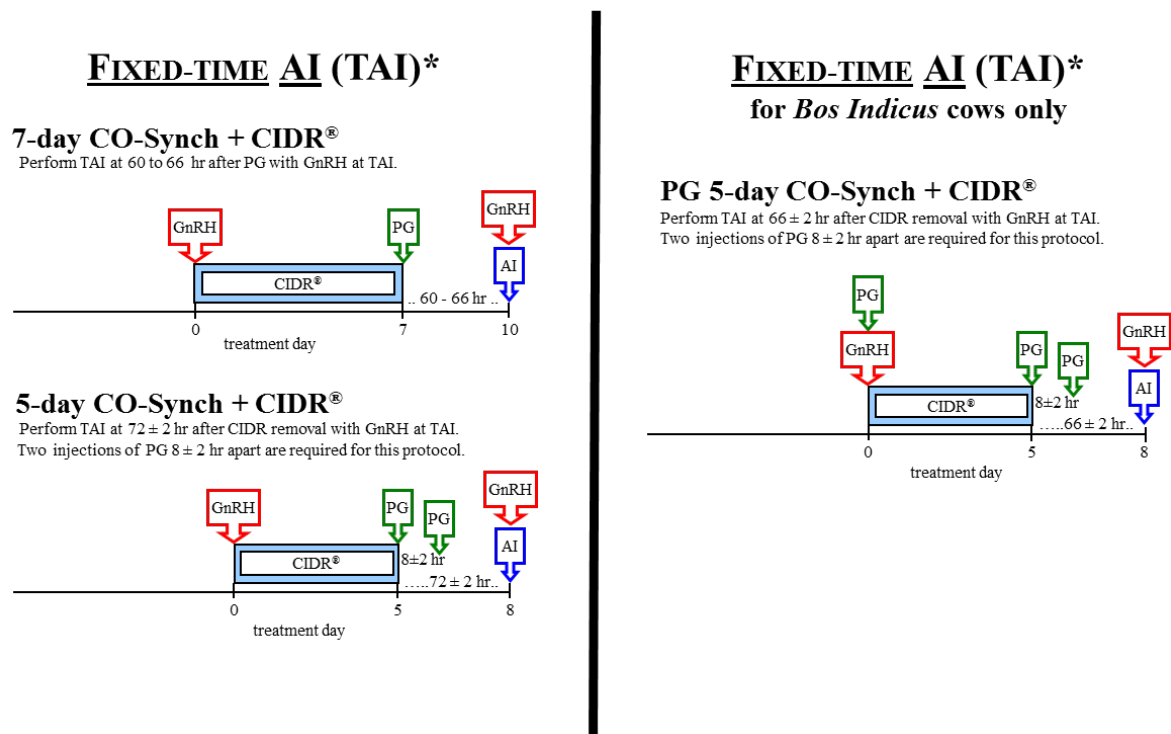 FIXED-TIME AI (TAI)*
7-day CO-Synch + CIDR®
Perform TAI at 60 to 66 hr after PG with GnRH at TAI.
GnRH
PG
GnRH
AI
CIDR®
.. 60 - 66 hr ..
0
7
10
treatment day
5-day CO-Synch + CIDR®
Perform TAI at 72 ± 2 hr after CIDR removal with GnRH at TAI.
Two injections of PG 8 ± 2 hr apart are required for this protocol.
GnRH
PG
PG
GnRH
AI
CIDR®
8±2 hr
.....72 ± 2 hr..
0
5
8
treatment day
FIXED-TIME AI (TAI)*
for Bos Indicus cows only
PG 5-day CO-Synch + CIDR®
Perform TAI at 66 ± 2 hr after CIDR removal with GnRH at TAI.
Two injections of PG 8 ± 2 hr apart are required for this protocol.
PG
GnRH
PG
PG
GnRH
AI
CIDR®
8±2 hr
.....66 ± 2 hr..
0
5
8
treatment day